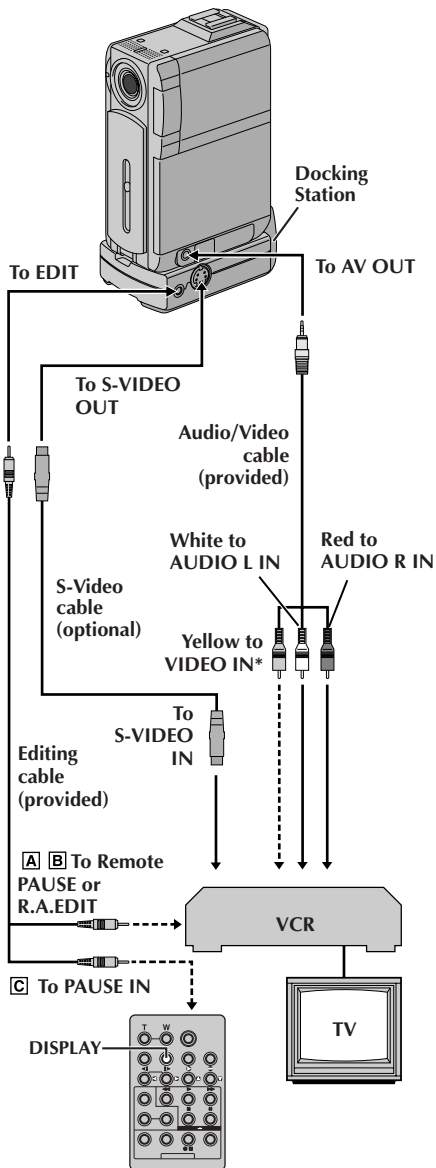 Docking
Station
To EDIT
To AV OUT
To S-VIDEO
OUT
Audio/Video
cable
(provided)
White to
AUDIO L IN
Red to
AUDIO R IN
S-Video
cable
(optional)
Yellow to
VIDEO IN*
To
S-VIDEO
IN
Editing
cable
(provided)
A B To Remote
PAUSE or
R.A.EDIT
VCR
C To PAUSE IN
TV
DISPLAY
T W